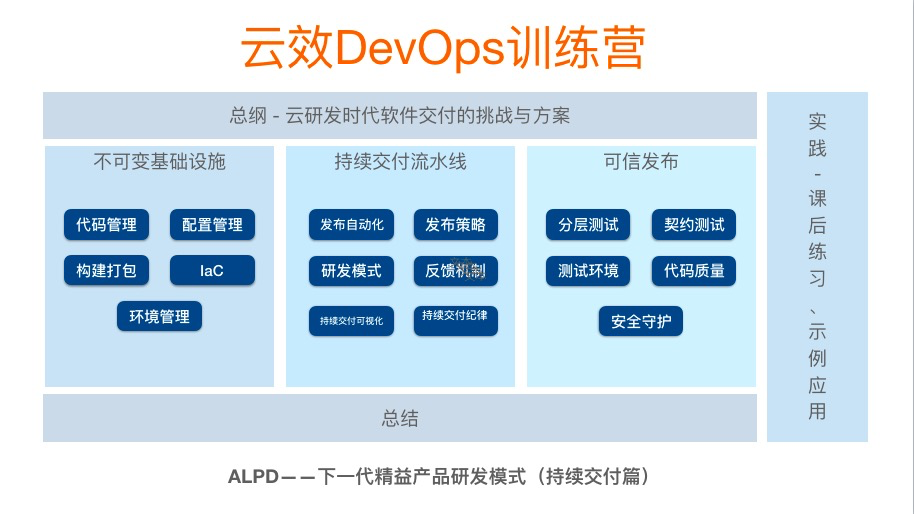 云效DevOps训练营
总纲 - 云研发时代软件交付的挑战与方案
不可变基础设施
代码管理
配置管理
构建打包
IaC
环境管理
持续交付流水线
发布自动化
发布策略
研发模式
反馈机制
持续交付可视化
持续交付纪律
可信发布
分层测试
契约测试
测试环境
代码质量
安全守护
总结
实践-课后练习、示例应用
ALPD——下一代精益产品研发模式（持续交付篇）